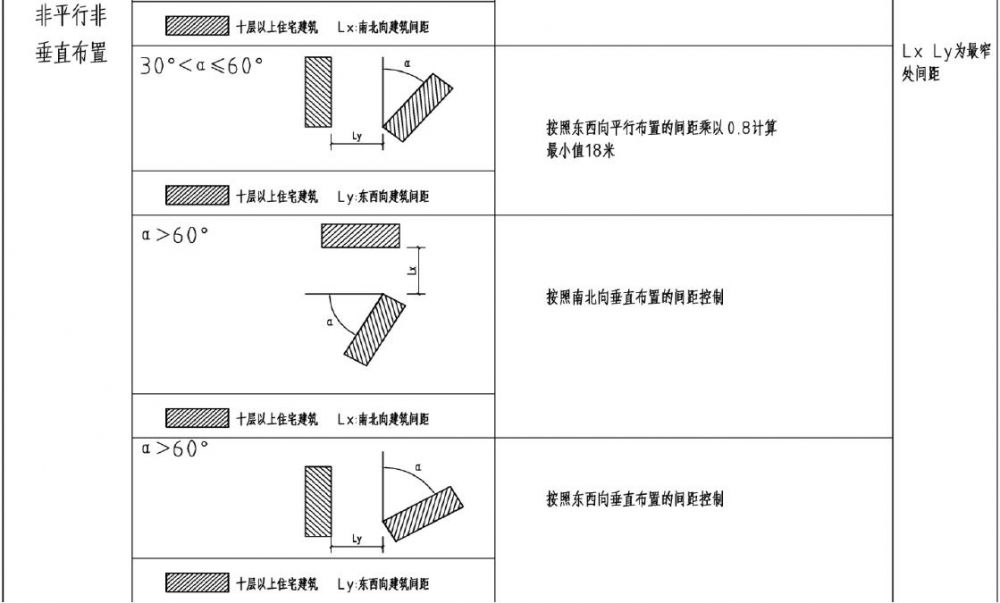 非平行非
垂直布置
十层以上住宅建筑 Lx:南北向建筑间距
Lx Ly为最窄
处间距
30°<α≤60°
α
Ly
按照东西向平行布置的间距乘以0.8计算
最小值18米
十层以上住宅建筑 Ly:东西向建筑间距
α>60°
Lx
α
按照南北向垂直布置的间距控制
十层以上住宅建筑 Lx:南北向建筑间距
α>60°
α
Ly
按照东西向垂直布置的间距控制
十层以上住宅建筑 Ly:东西向建筑间距